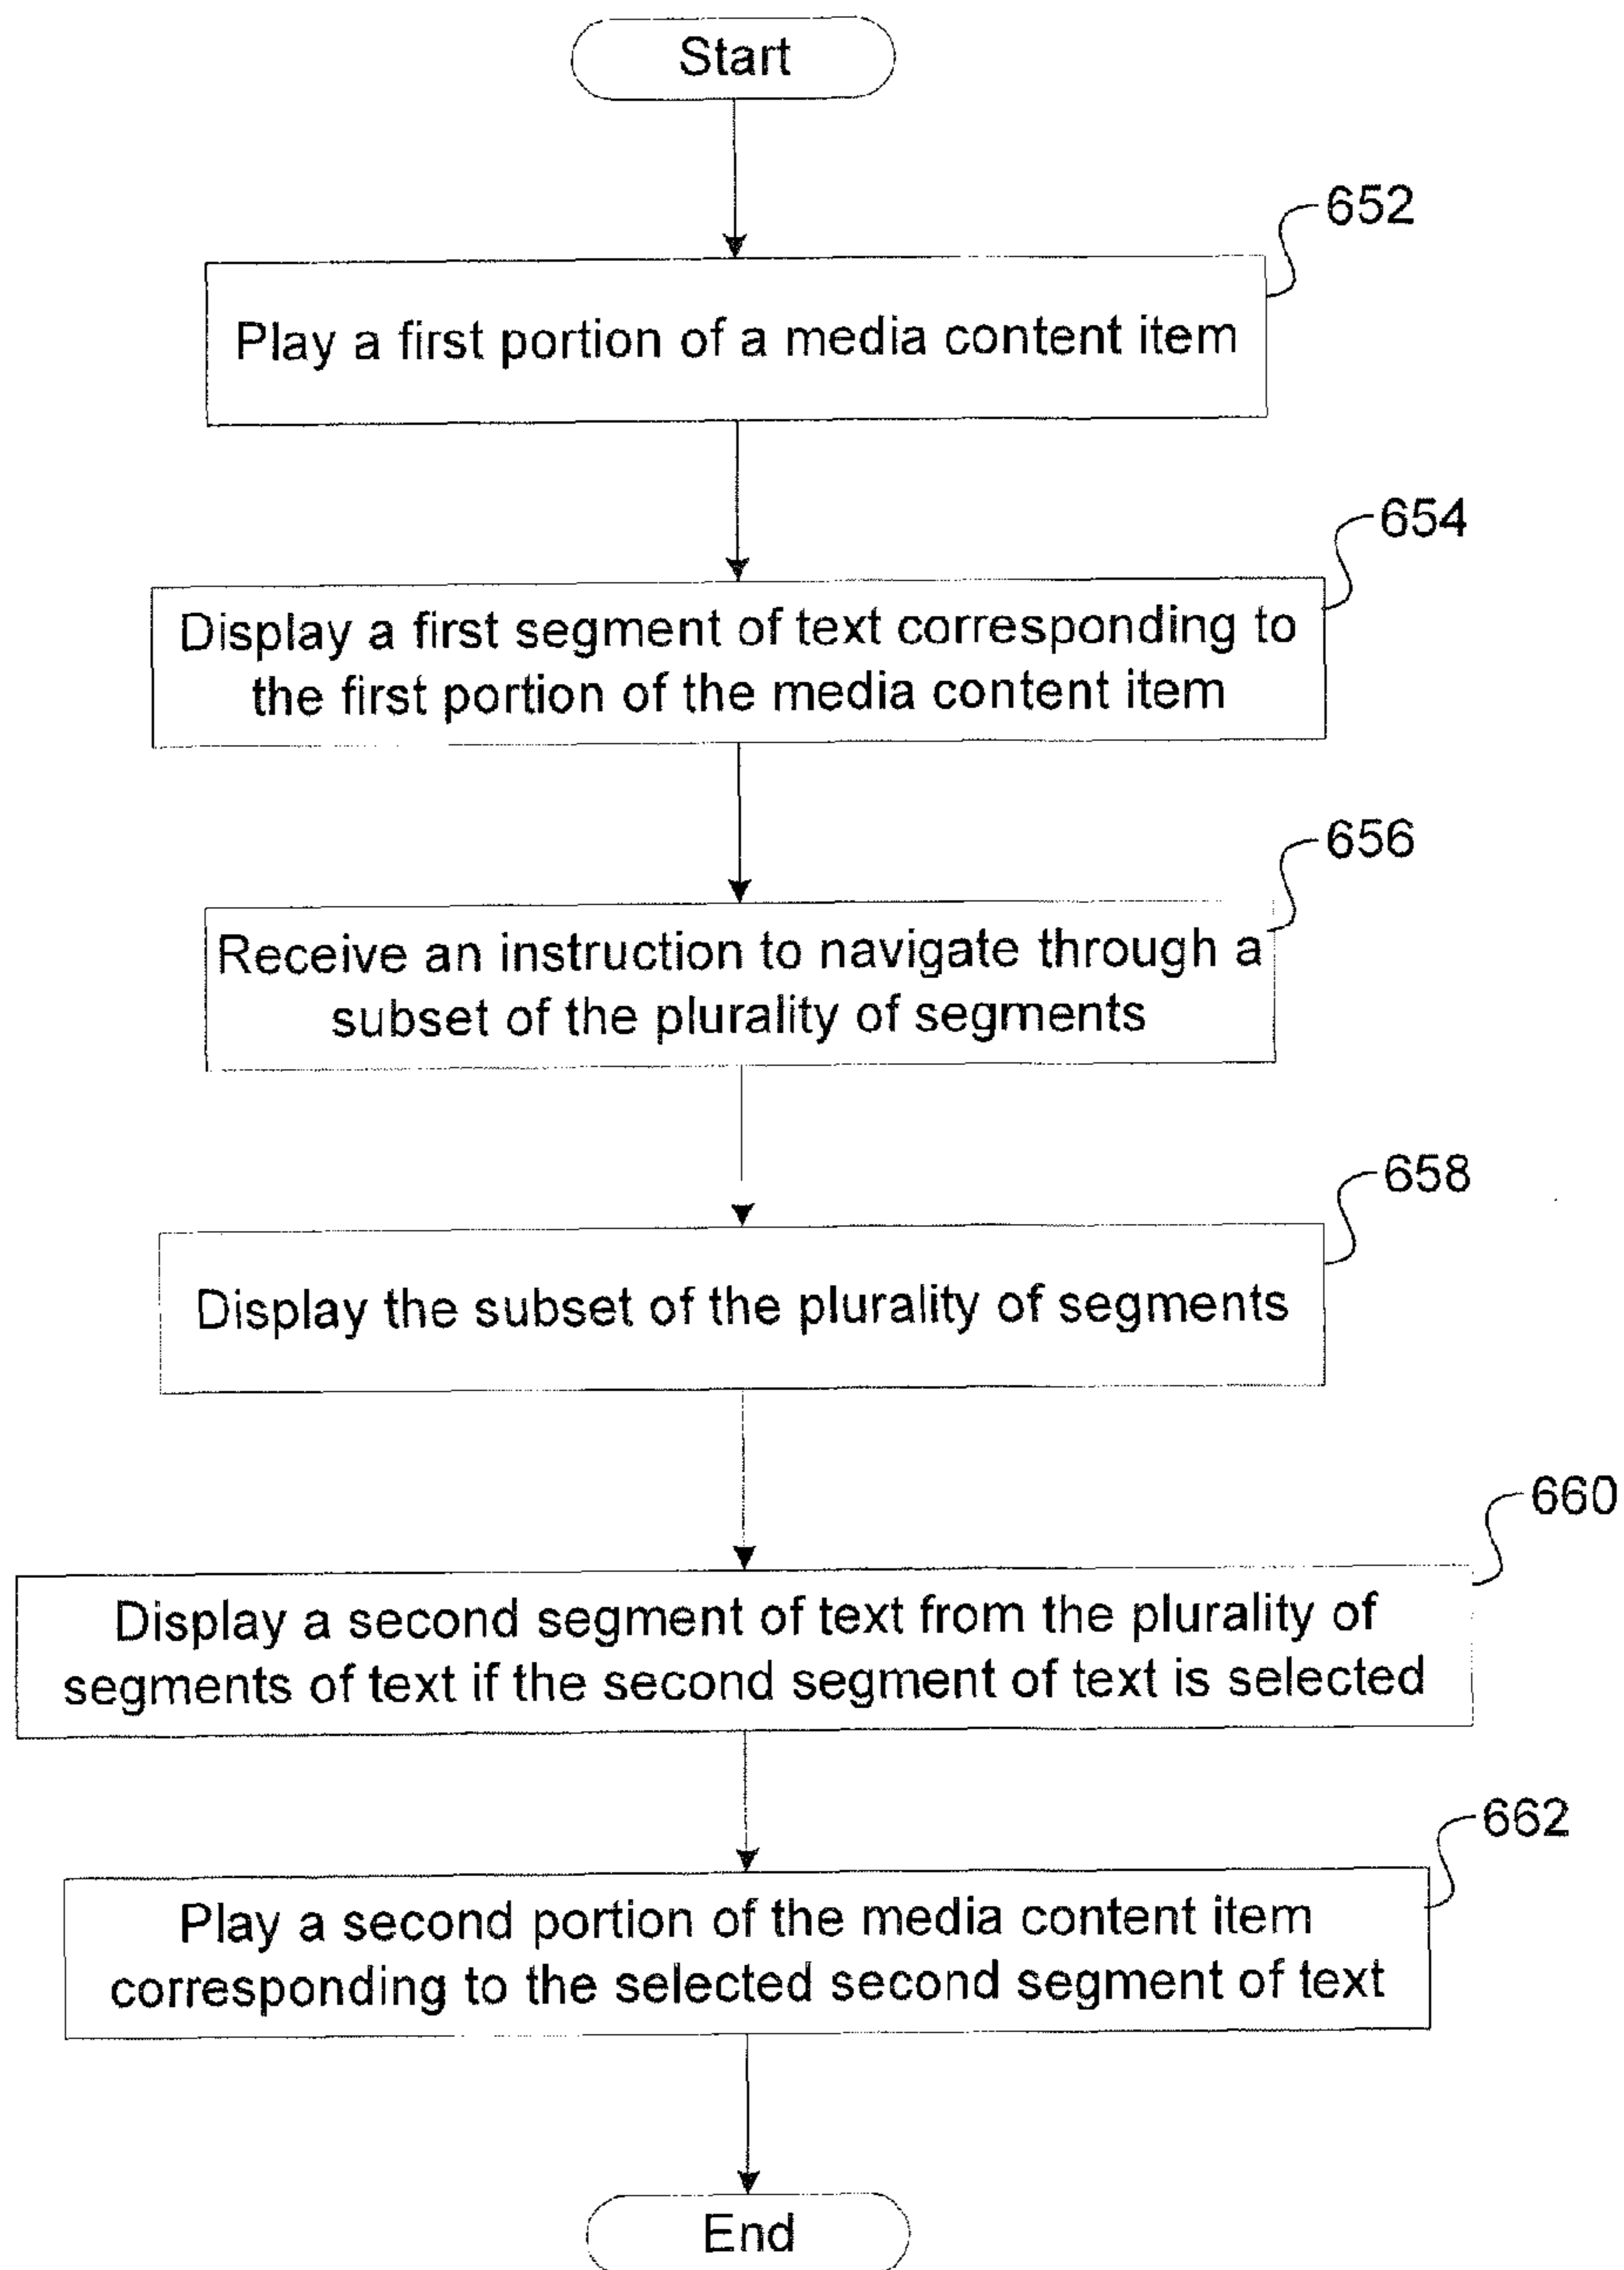 Start
652
Play a first portion of a media content item
654
Display a first segment of text corresponding to
the first portion of the media content item
656
Receive an instruction to navigate through a
subset of the plurality of segments
658
Display the subset of the plurality of segments
660
Display a second segment of text from the plurality of
segments of text if the second segment of text is selected
662
Play a second portion of the media content item
corresponding to the selected second segment of text
End